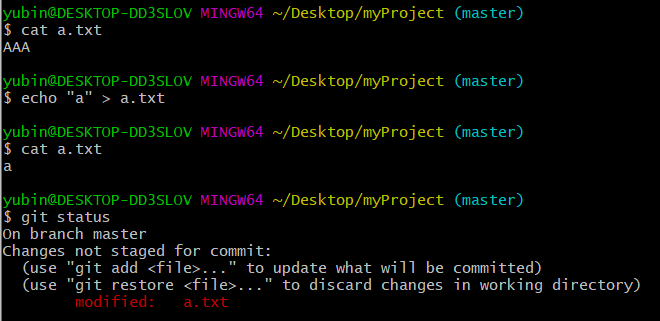 yubin@DESKTOP-DD3SLOV MINGW64 ~/Desktop/myProject (master)
$ cat a.txt
AAA
yubin@DESKTOP-DD3SLOV MINGW64 ~/Desktop/myProject (master)
$ echo "a" > a.txt
yubin@DESKTOP-DD3SLOV MINGW64 ~/Desktop/myProject (master)
$ cat a.txt
a
yubin@DESKTOP-DD3SLOV MINGW64 ~/Desktop/myProject (master)
$ git status
On branch master
Changes not staged for commit:
  (use "git add <file>..." to update what will be committed)
  (use "git restore <file>..." to discard changes in working directory)
        modified:   a.txt